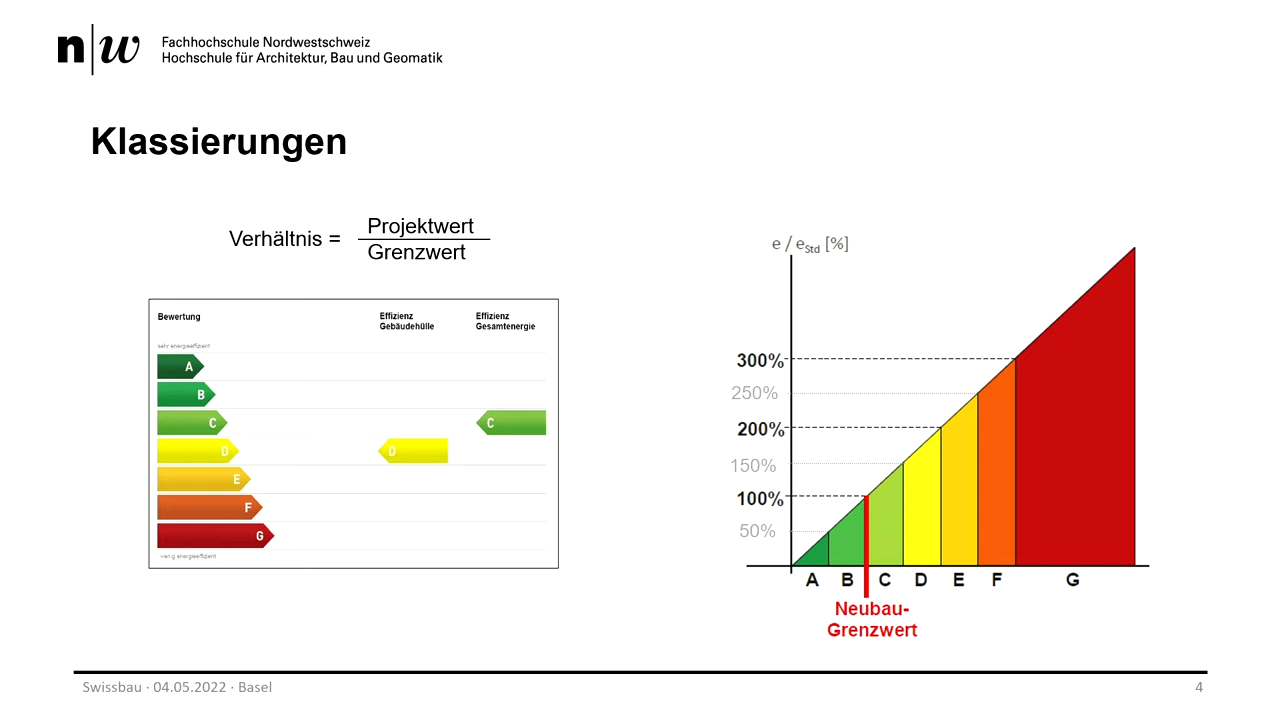 n|w
Fachhochschule Nordwestschweiz
Hochschule für Architektur, Bau und Geomatik
Klassierungen
Verhältnis = Projektwert
Grenzwert
Bewertung
Effizienz
Gebäudehülle
Effizienz
Gesamtenergie
sehr energieeffizient
A
B
C
C
D
D
E
F
G
wenig energieeffizient
e / eStd [%]
300%
250%
200%
150%
100%
50%
A B C D E F G
Neubau-
Grenzwert
Swissbau · 04.05.2022 · Basel
4